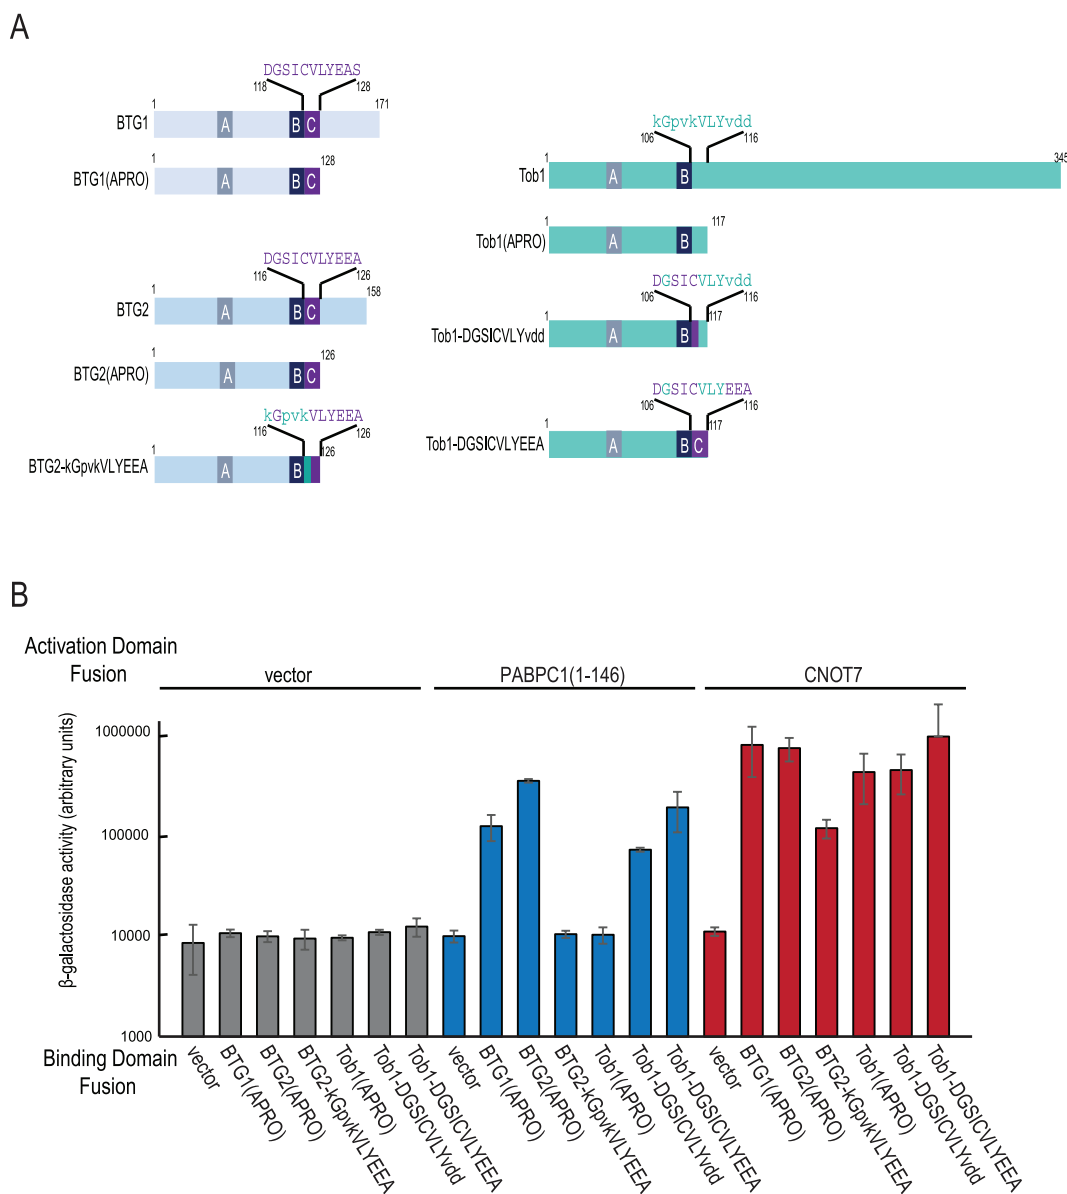 A
DGSICVLYEAS
118 128
1 171
BTG1 A B C
1 128
BTG1(APRO) A B C
DGSICVLYEEA
116 126
1 158
BTG2 A B C
1 126
BTG2(APRO) A B C
kGpvkVLYEEA
116 126
1 126
BTG2-kGpvkVLYEEA A B
kGpvkVLYvdd
106 116
1 345
Tob1 A B
1 117
Tob1(APRO) A B
DGSICVLYvdd
106 116
1 117
Tob1-DGSICVLYvdd A B
DGSICVLYEEA
106 116
1 117
Tob1-DGSICVLYEEA A B C
B
Activation Domain
Fusion
vector PABPC1(1-146) CNOT7
β-galactosidase activity (arbitrary units)
1000000
100000
10000
1000
Binding Domain
Fusion
vector
BTG1(APRO)
BTG2(APRO)
BTG2-kGpvkVLYEEA
Tob1(APRO)
Tob1-DGSICVLYvdd
Tob1-DGSICVLYEEA
vector
BTG1(APRO)
BTG2(APRO)
BTG2-kGpvkVLYEEA
Tob1(APRO)
Tob1-DGSICVLYvdd
Tob1-DGSICVLYEEA
vector
BTG1(APRO)
BTG2(APRO)
BTG2-kGpvkVLYEEA
Tob1(APRO)
Tob1-DGSICVLYvdd
Tob1-DGSICVLYEEA